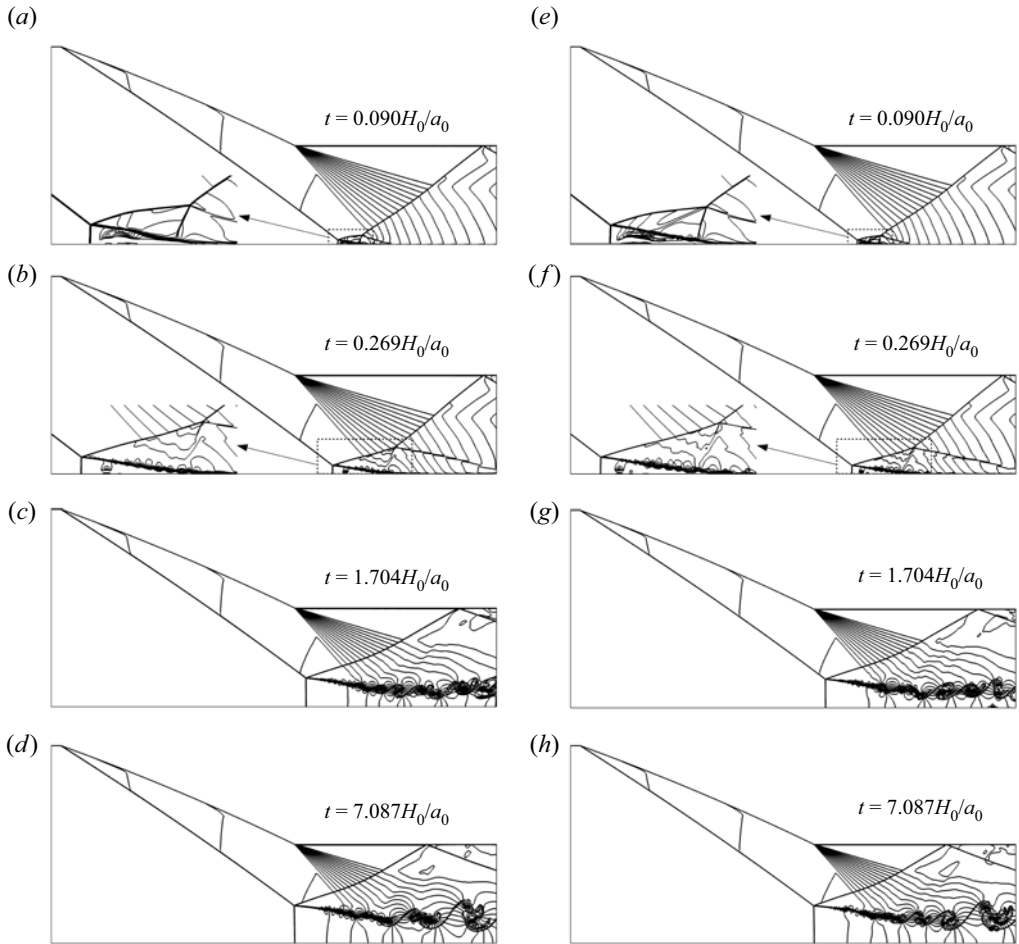 (a)
(e)
t = 0.090H₀/a₀
t = 0.090H₀/a₀
(b)
(f)
t = 0.269H₀/a₀
t = 0.269H₀/a₀
(c)
(g)
t = 1.704H₀/a₀
t = 1.704H₀/a₀
(d)
(h)
t = 7.087H₀/a₀
t = 7.087H₀/a₀